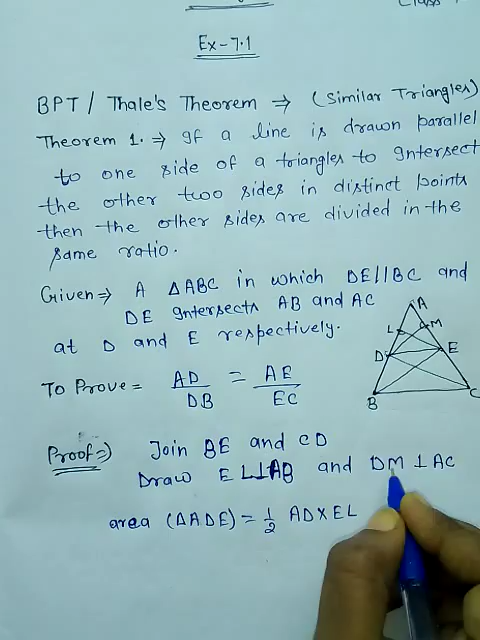 Class
Ex-7.1
BPT / Thale's Theorem ⇒ (Similar Triangles)
Theorem 1. ⇒ If a line is drawn parallel
to one side of a triangles to Intersect
the other two sides in distinct points
then the other sides are divided in the
same ratio.
Given ⇒ A ΔABC in which DE||BC and
DE Intersects AB and AC
at D and E respectively.
A
L
M
D
E
B
C
To Prove = AD/DB = AE/EC
Proof ⇒ Join BE and CD
Draw EL⊥AB and DM ⊥ AC
area (ΔADE) = 1/2 AD×EL